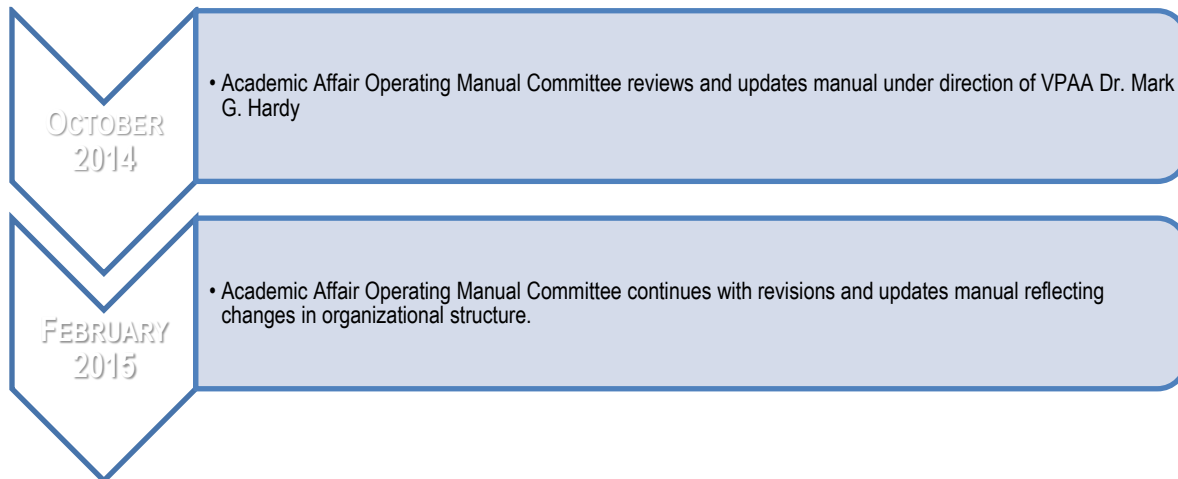 OCTOBER
2014
• Academic Affair Operating Manual Committee reviews and updates manual under direction of VPAA Dr. Mark
G. Hardy
FEBRUARY
2015
• Academic Affair Operating Manual Committee continues with revisions and updates manual reflecting
changes in organizational structure.